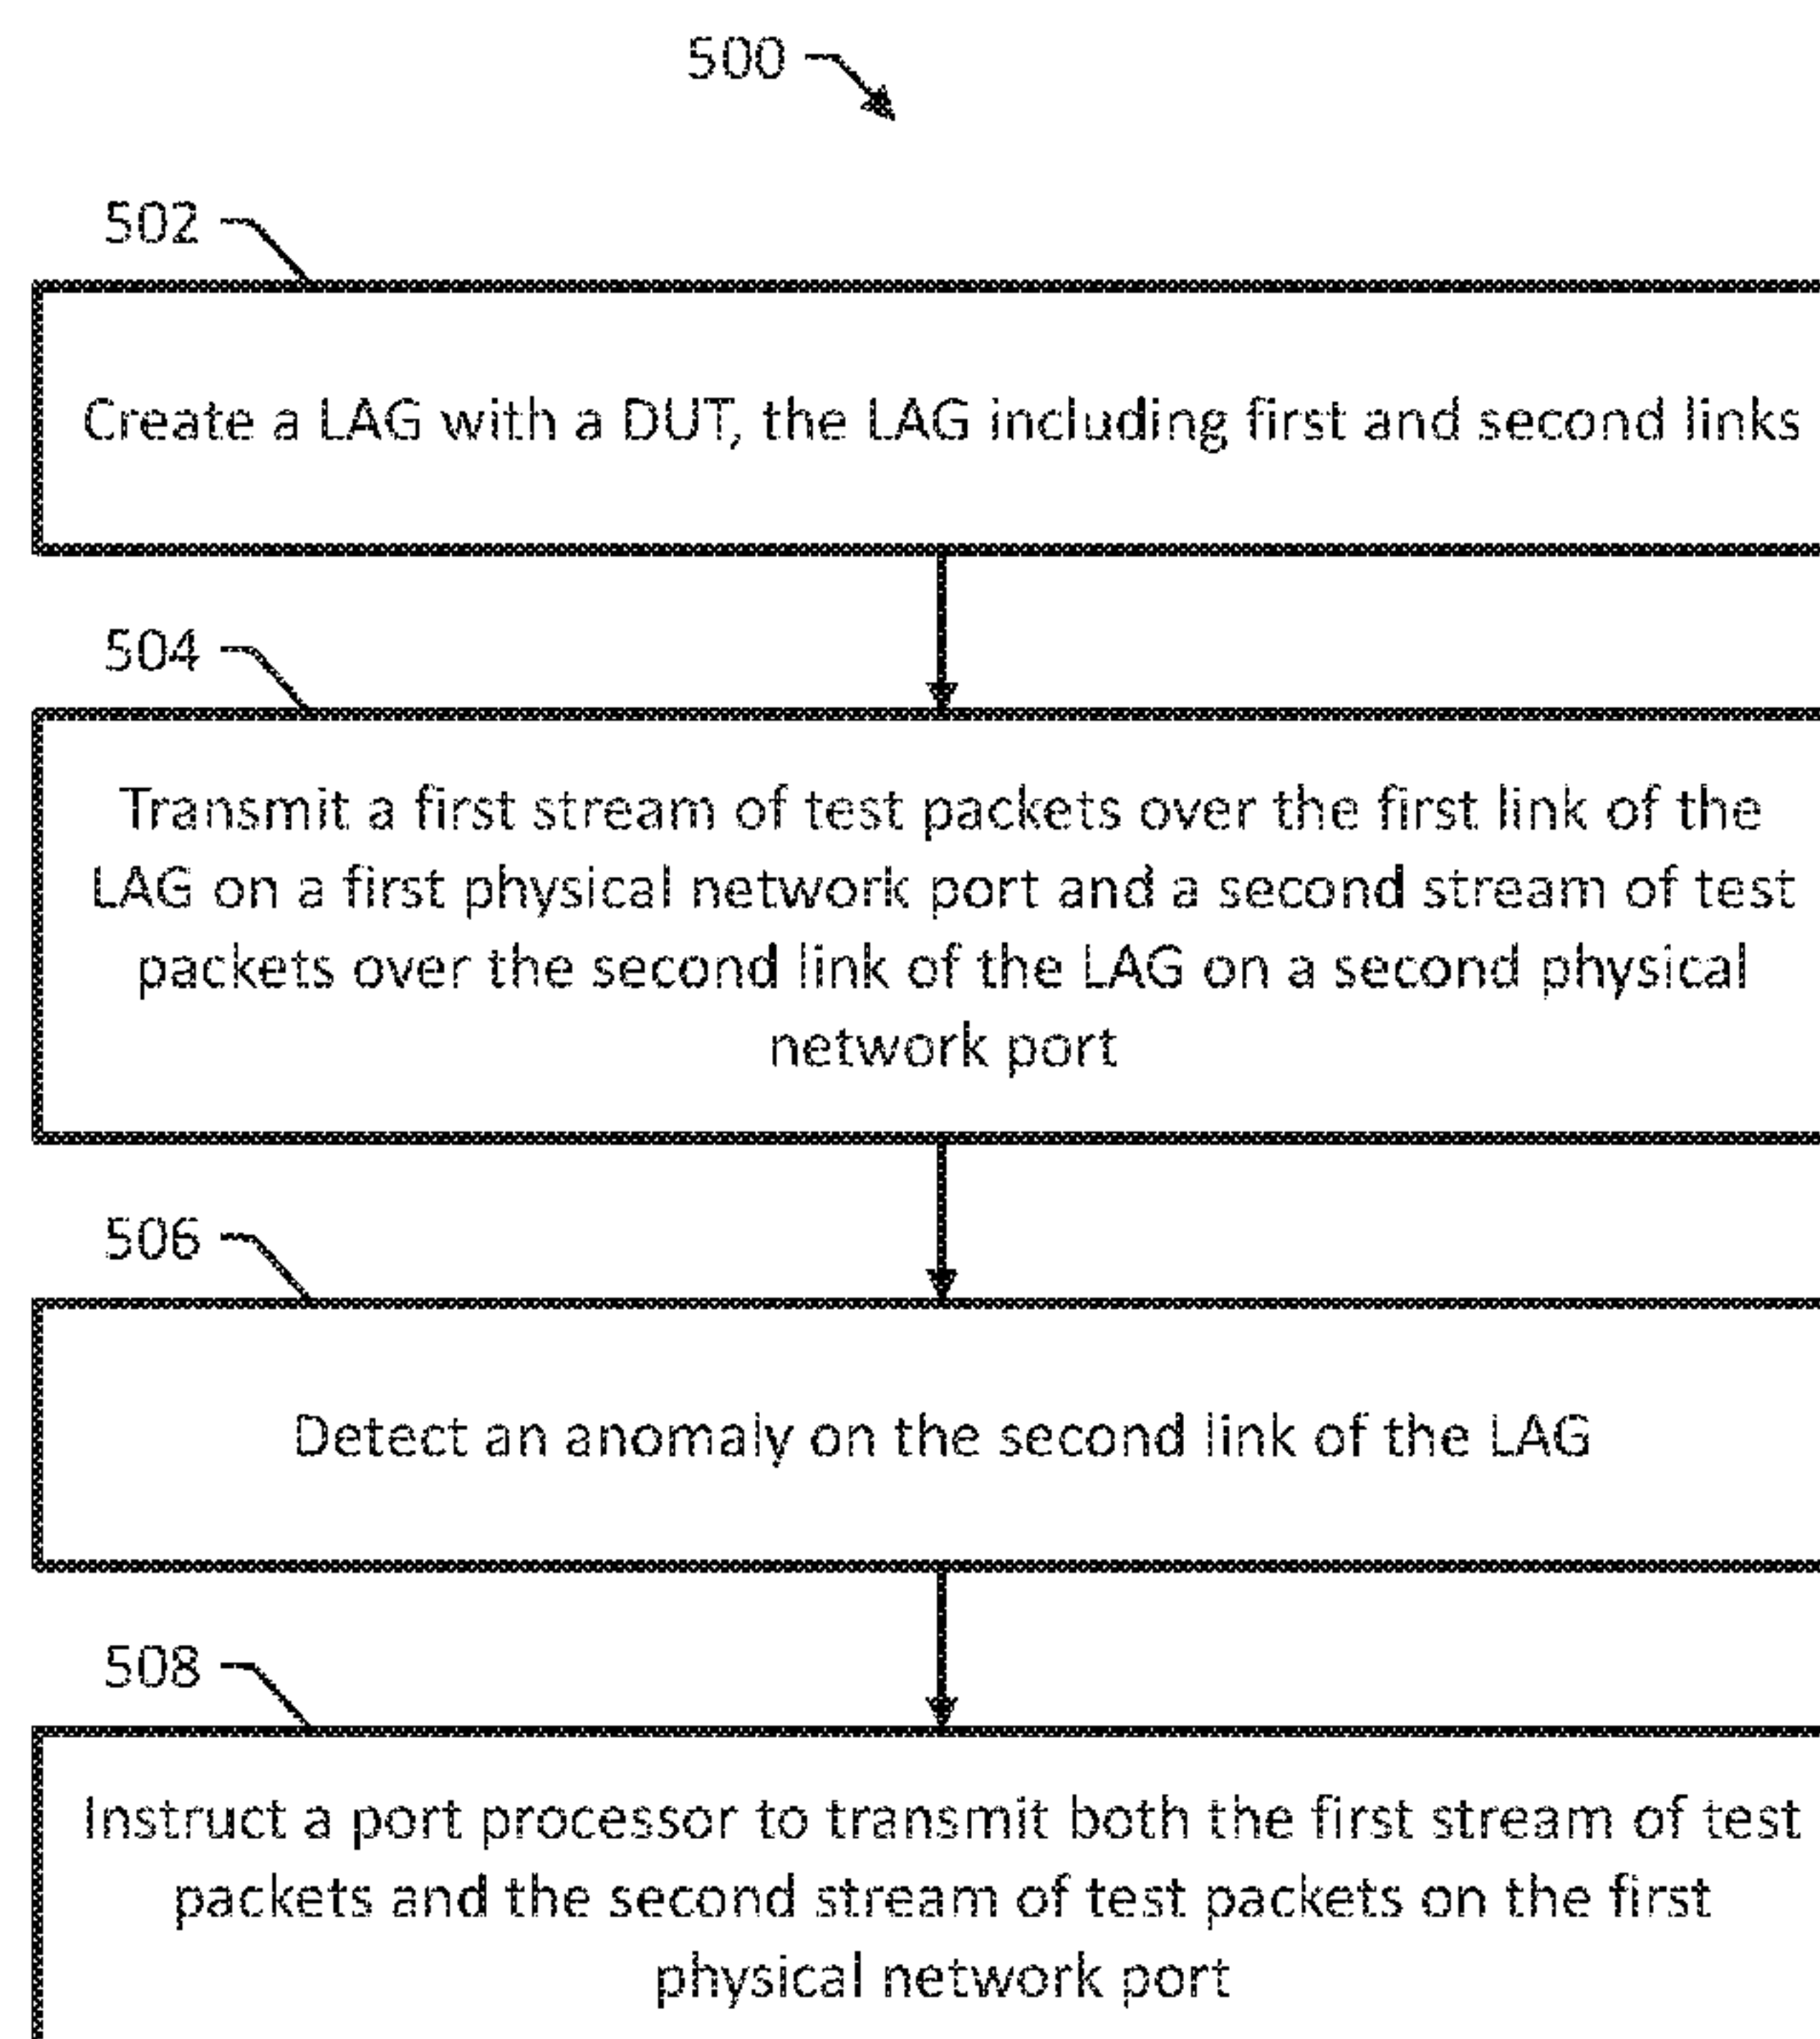 500
502
Create a LAG with a DUT, the LAG including first and second links
504
Transmit a first stream of test packets over the first link of the
LAG on a first physical network port and a second stream of test
packets over the second link of the LAG on a second physical
network port
506
Detect an anomaly on the second link of the LAG
508
Instruct a port processor to transmit both the first stream of test
packets and the second stream of test packets on the first
physical network port